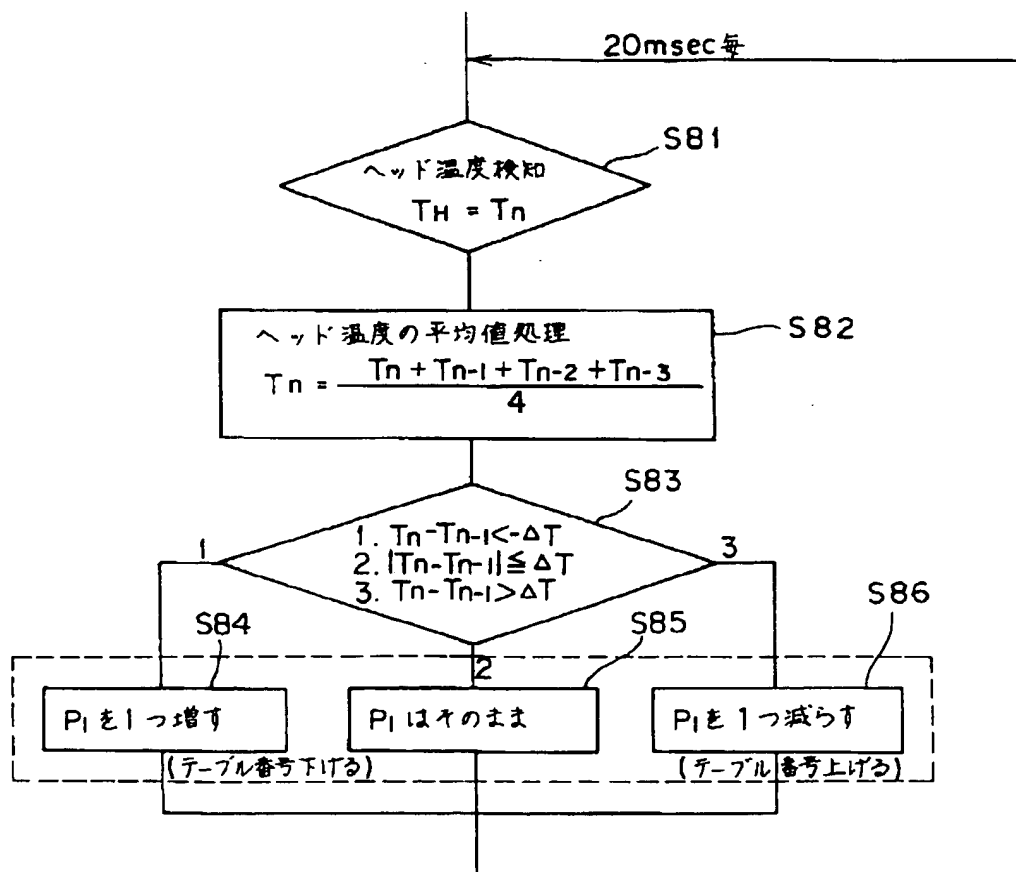 20msec毎
S81
ヘッド温度検知
TH = Tn
S82
ヘッド温度の平均値処理
Tn = Tn + Tn-1 + Tn-2 + Tn-3
4
S83
1. Tn-Tn-1<-ΔT
2. |Tn-Tn-1|≦ΔT
3. Tn-Tn-1>ΔT
1
3
2
S84
S85
S86
P1を1つ増す
P1はそのまま
P1を1つ減らす
(テーブル番号下げる)
(テーブル番号上げる)